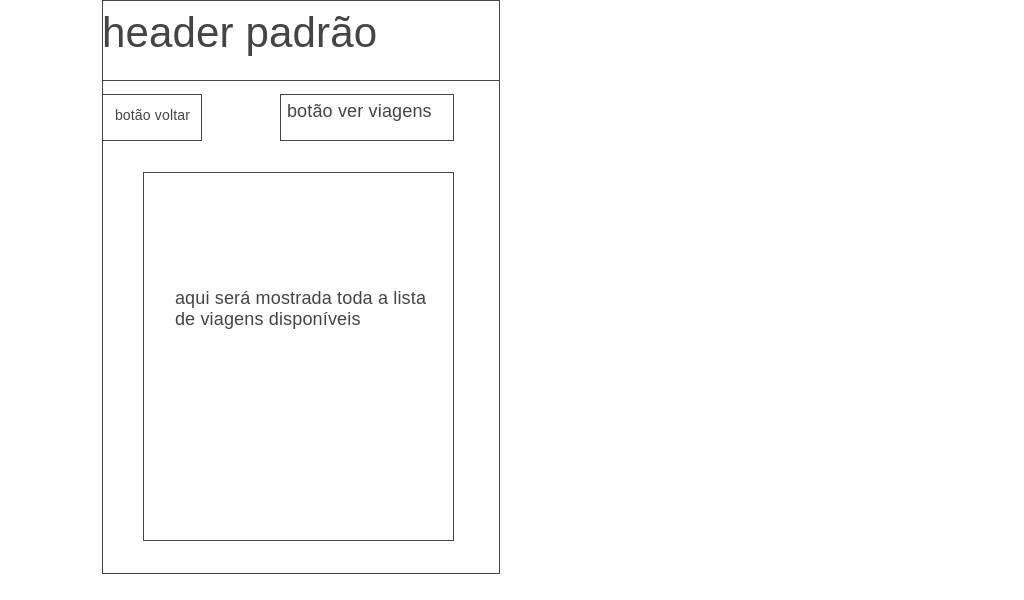 header padrão
botão voltar
botão ver viagens
aqui será mostrada toda a lista
de viagens disponíveis